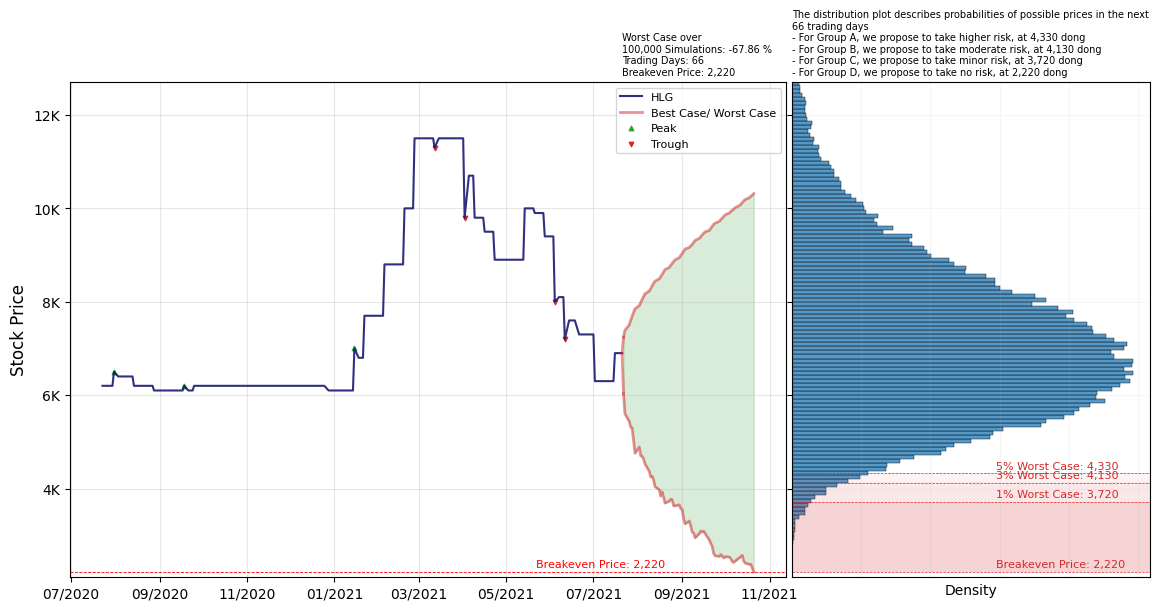 Worst Case over
100,000 Simulations: -67.86 %
Trading Days: 66
Breakeven Price: 2,220
The distribution plot describes probabilities of possible prices in the next
66 trading days
- For Group A, we propose to take higher risk, at 4,330 dong
- For Group B, we propose to take moderate risk, at 4,130 dong
- For Group C, we propose to take minor risk, at 3,720 dong
- For Group D, we propose to take no risk, at 2,220 dong
HLG
Best Case/ Worst Case
Peak
Trough
Stock Price
12K
10K
8K
6K
4K
Breakeven Price: 2,220
07/2020
09/2020
11/2020
01/2021
03/2021
05/2021
07/2021
09/2021
11/2021
5% Worst Case: 4,330
3% Worst Case: 4,130
1% Worst Case: 3,720
Breakeven Price: 2,220
Density